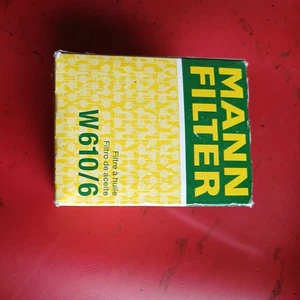 MANN
FILTER
Filtre à huile
Filtro de aceite
W 610/6